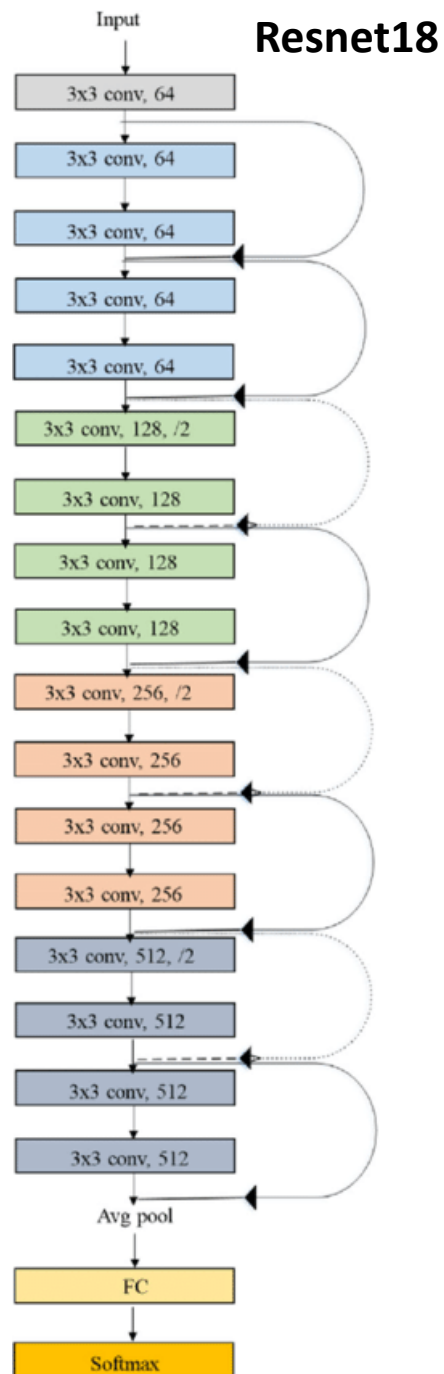 Input
Resnet18
3x3 conv, 64
3x3 conv, 64
3x3 conv, 64
3x3 conv, 64
3x3 conv, 64
3x3 conv, 128, /2
3x3 conv, 128
3x3 conv, 128
3x3 conv, 128
3x3 conv, 256, /2
3x3 conv, 256
3x3 conv, 256
3x3 conv, 256
3x3 conv, 512, /2
3x3 conv, 512
3x3 conv, 512
3x3 conv, 512
Avg pool
FC
Softmax